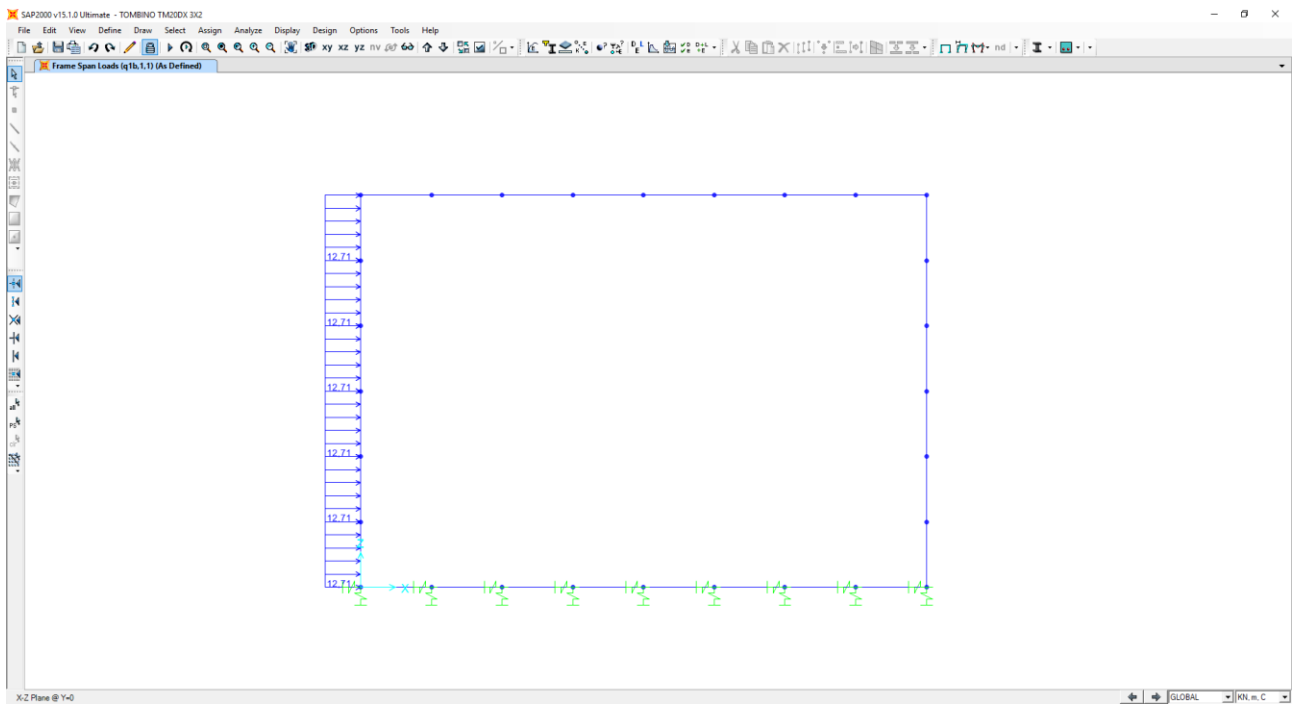 SAP2000 v15.1.0 Ultimate - TOMBINO TM20DX 3X2
File Edit View Define Draw Select Assign Analyze Display Design Options Tools Help
xy xz yz nv nd
Frame Span Loads (q1b,1,1) (As Defined)
12,71
12,71
12,71
12,71
12,71
12,71
X
X-Z Plane @ Y=0 GLOBAL KN, m, C